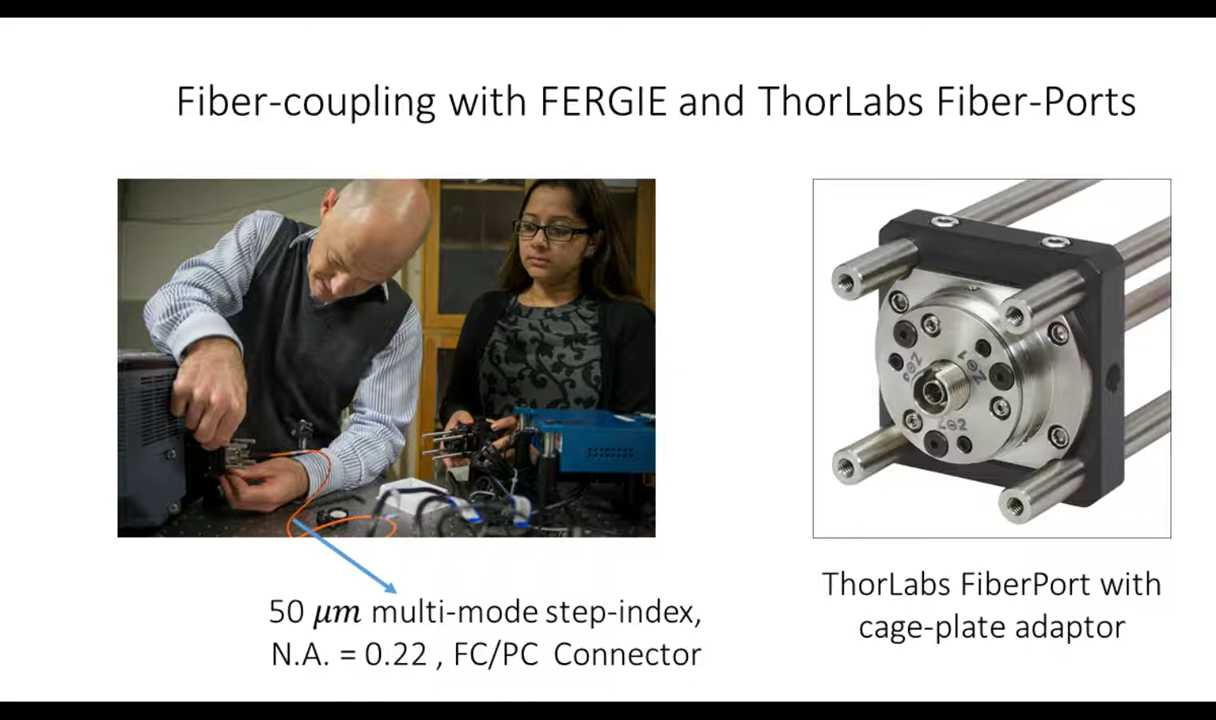 Fiber-coupling with FERGIE and ThorLabs Fiber-Ports
50 μm multi-mode step-index,
N.A. = 0.22 , FC/PC Connector
ThorLabs FiberPort with
cage-plate adaptor